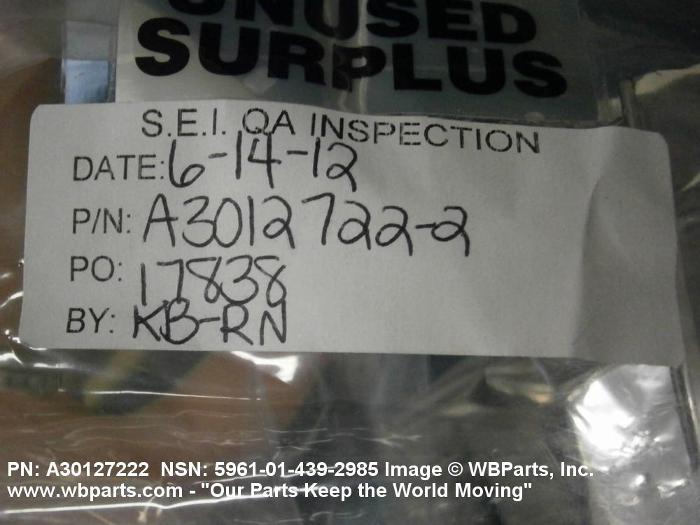 UNUSED
SURPLUS
S.E.I. QA INSPECTION
DATE: 6-14-12
P/N: A3012722-2
PO: 17838
BY: KB-RN
PN: A30127222 NSN: 5961-01-439-2985 Image © WBParts, Inc.
www.wbparts.com - "Our Parts Keep the World Moving"